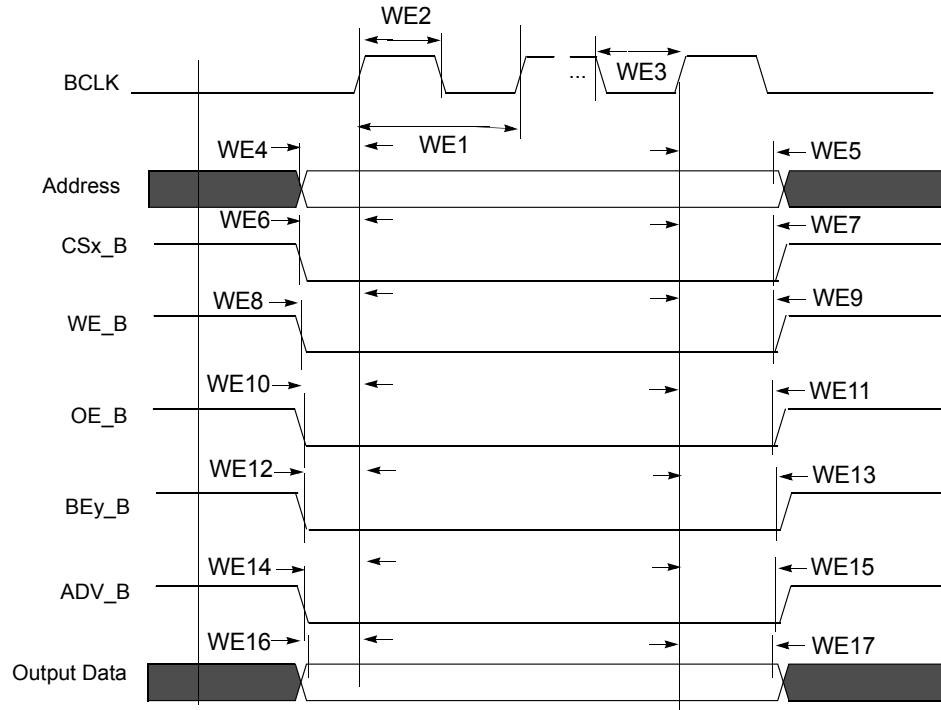 WE2
BCLK
...
WE3
WE4
WE1
WE5
Address
WE6
WE7
CSx_B
WE8
WE9
WE_B
WE10
WE11
OE_B
WE12
WE13
BEy_B
WE14
WE15
ADV_B
WE16
WE17
Output Data